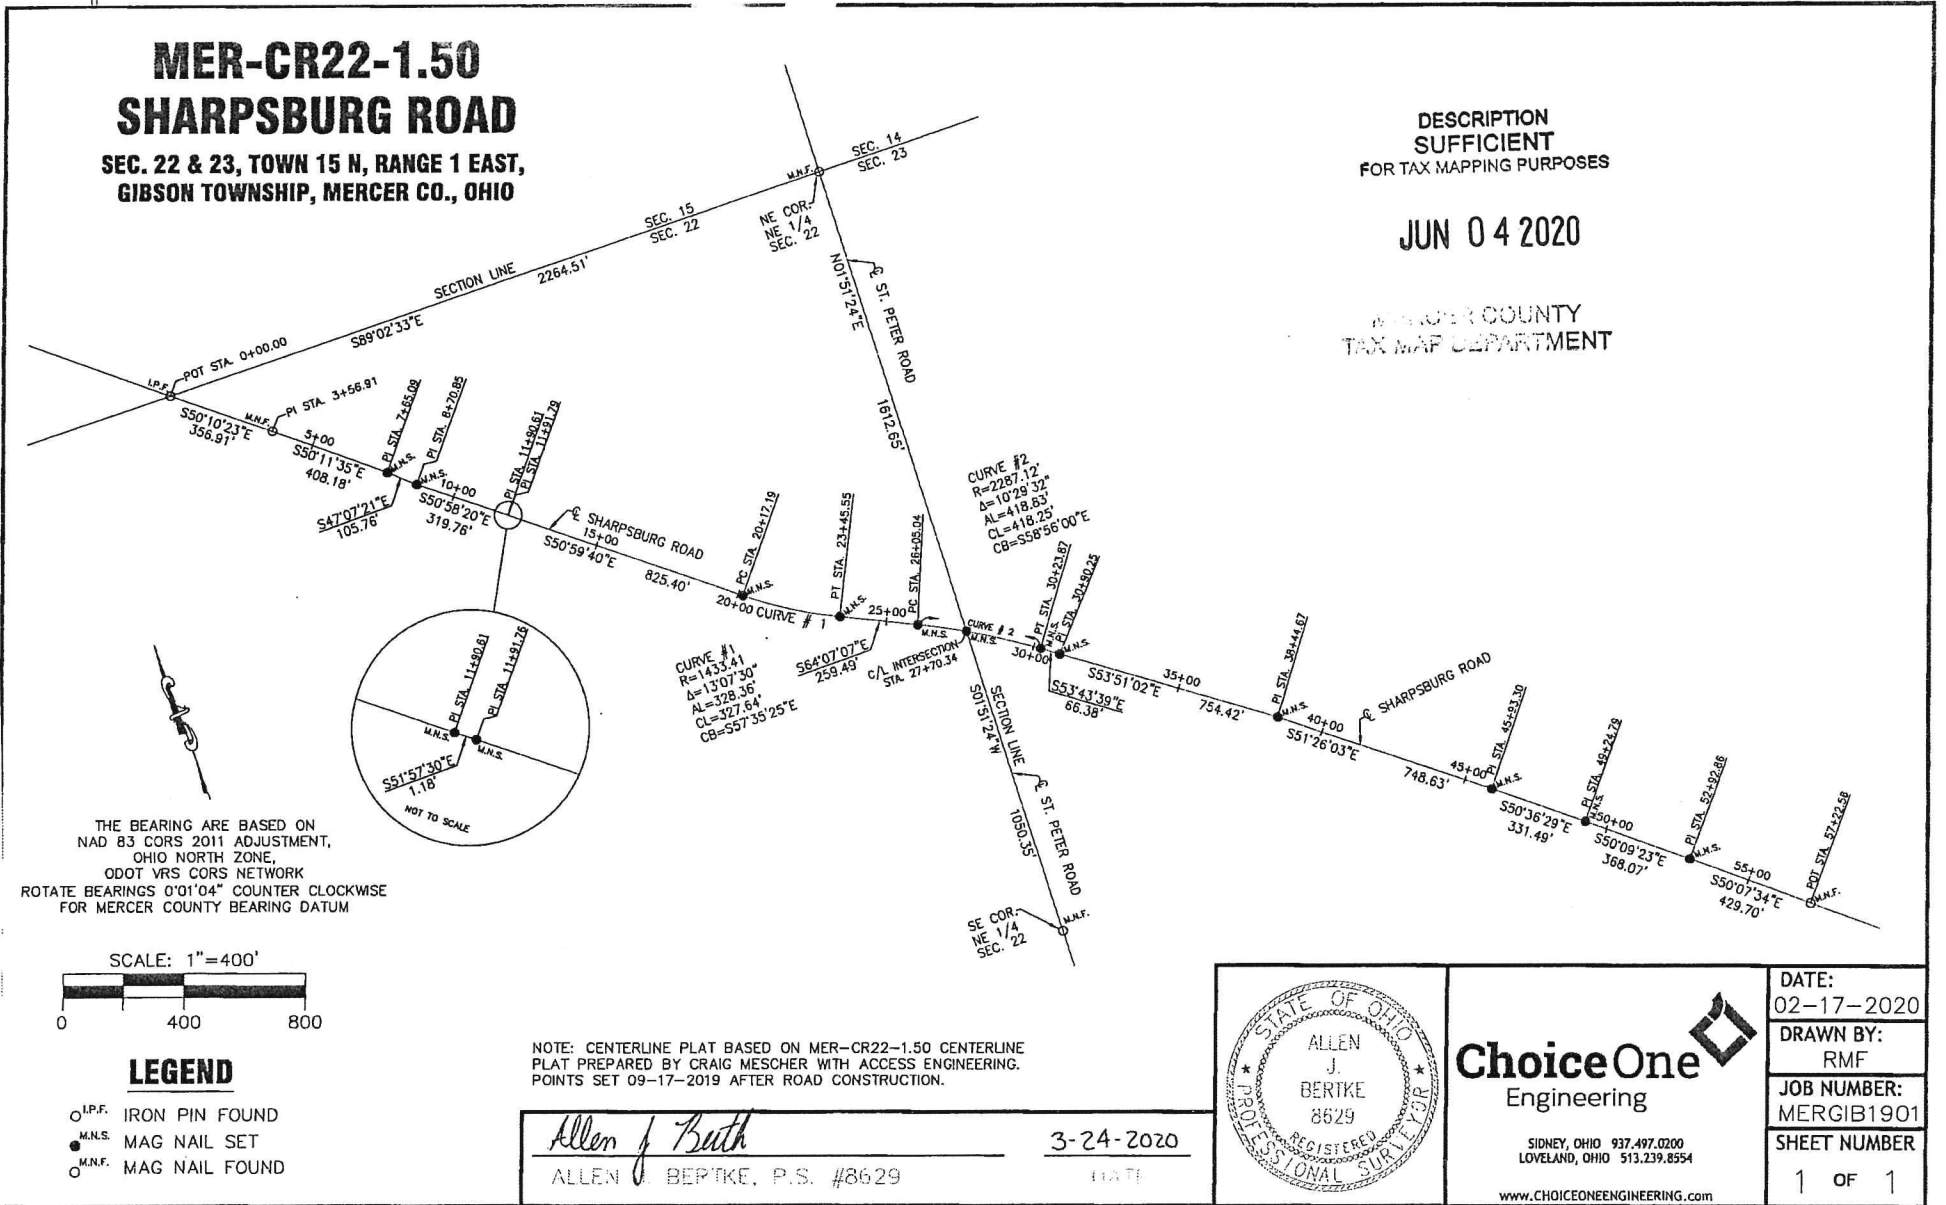 MER-CR22-1.50
SHARPSBURG ROAD
SEC. 22 & 23, TOWN 15 N, RANGE 1 EAST,
GIBSON TOWNSHIP, MERCER CO., OHIO
DESCRIPTION
SUFFICIENT
FOR TAX MAPPING PURPOSES
JUN 04 2020
COUNTY
TAX MAP DEPARTMENT
SEC. 14
SEC. 23
M.N.F.
NE COR.
NE 1/4
SEC. 22
SEC. 15
SEC. 22
SECTION LINE
2264.51'
S89°02'33"E
N01°51'24"E
℄ ST. PETER ROAD
1612.65'
I.P.F.
POT STA. 0+00.00
S50°10'23"E
356.91'
M.N.F.
PI STA. 3+56.91
5+00
S50°11'35"E
408.18'
PI STA. 7+65.09
M.N.S.
S47°07'21"E
105.76'
PI STA. 8+70.85
M.N.S.
10+00
S50°58'20"E
319.76'
PI STA. 11+90.61
PI STA. 11+91.79
℄ SHARPSBURG ROAD
15+00
S50°59'40"E
825.40'
PC STA. 20+17.19
M.N.S.
20+00
CURVE # 1
PT STA. 23+45.55
M.N.S.
25+00
S64°07'07"E
259.49'
PC STA. 26+05.04
M.N.S.
C/L INTERSECTION
STA. 27+70.34
CURVE # 2
M.N.S.
CURVE #2
R=2287.12'
Δ=10°29'32"
AL=418.83'
CL=418.25'
CB=S58°56'00"E
PT STA. 30+23.87
M.N.S.
30+00
PI STA. 30+90.25
M.N.S.
S53°43'39"E
66.38'
S53°51'02"E
35+00
754.42'
PI STA. 38+44.67
M.N.S.
40+00
S51°26'03"E
℄ SHARPSBURG ROAD
748.63'
45+00
PI STA. 45+93.30
M.N.S.
S50°36'29"E
331.49'
PI STA. 49+24.79
M.N.S.
50+00
S50°09'23"E
368.07'
PI STA. 52+92.86
M.N.S.
55+00
S50°07'34"E
429.70'
POT STA. 57+22.56
M.N.F.
CURVE #1
R=1433.41
Δ=13°07'30"
AL=328.36'
CL=327.64'
CB=S57°35'25"E
S01°51'24"W
SECTION LINE
℄ ST. PETER ROAD
1050.35'
SE COR.
NE 1/4
SEC. 22
M.N.F.
PI STA. 11+90.61
PI STA. 11+91.76
M.N.S.
M.N.S.
S51°57'30"E
1.18'
NOT TO SCALE
THE BEARING ARE BASED ON
NAD 83 CORS 2011 ADJUSTMENT,
OHIO NORTH ZONE,
ODOT VRS CORS NETWORK
ROTATE BEARINGS 0°01'04" COUNTER CLOCKWISE
FOR MERCER COUNTY BEARING DATUM
SCALE: 1"=400'
0 400 800
LEGEND
I.P.F. IRON PIN FOUND
M.N.S. MAG NAIL SET
M.N.F. MAG NAIL FOUND
NOTE: CENTERLINE PLAT BASED ON MER-CR22-1.50 CENTERLINE
PLAT PREPARED BY CRAIG MESCHER WITH ACCESS ENGINEERING.
POINTS SET 09-17-2019 AFTER ROAD CONSTRUCTION.
3-24-2020
ALLEN J. BERTKE, P.S. #8629
DATE
STATE OF OHIO
ALLEN
J.
BERTKE
8629
REGISTERED
PROFESSIONAL SURVEYOR
ChoiceOne
Engineering
SIDNEY, OHIO 937.497.0200
LOVELAND, OHIO 513.239.8554
www.CHOICEONEENGINEERING.com
DATE:
02-17-2020
DRAWN BY:
RMF
JOB NUMBER:
MERGIB1901
SHEET NUMBER
1 OF 1